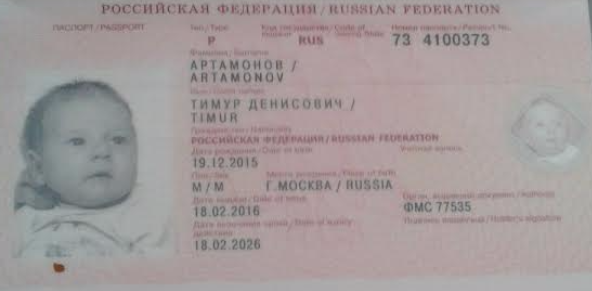 РОССИЙСКАЯ ФЕДЕРАЦИЯ / RUSSIAN FEDERATION
ПАСПОРТ / PASSPORT
Тип / Type
Код государства / Code of issuing State
Номер паспорта / Passport No.
P
RUS
73 4100373
Фамилия / Surname
АРТАМОНОВ /
ARTAMONOV
Имя / Given names
ТИМУР ДЕНИСОВИЧ /
TIMUR
Гражданство / Nationality
РОССИЙСКАЯ ФЕДЕРАЦИЯ / RUSSIAN FEDERATION
Дата рождения / Date of birth
Учетная запись
19.12.2015
Пол / Sex
Место рождения / Place of birth
М / M
Г.МОСКВА / RUSSIA
Дата выдачи / Date of issue
Орган, выдавший документ / Authority
18.02.2016
ФМС 77535
Дата окончания срока / Date of expiry
действия
Подпись владельца / Holder's signature
18.02.2026